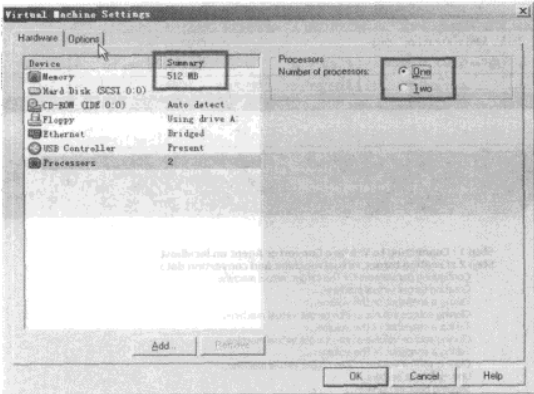 Virtual Machine Settings
Hardware
Options
Device
Summary
Memory
512 MB
Hard Disk (SCSI 0:0)
CD-ROM (IDE 0:0)
Auto detect
Floppy
Using drive A:
Ethernet
Bridged
USB Controller
Present
Processors
2
Processors
Number of processors:
One
Two
Add...
Remove
OK
Cancel
Help